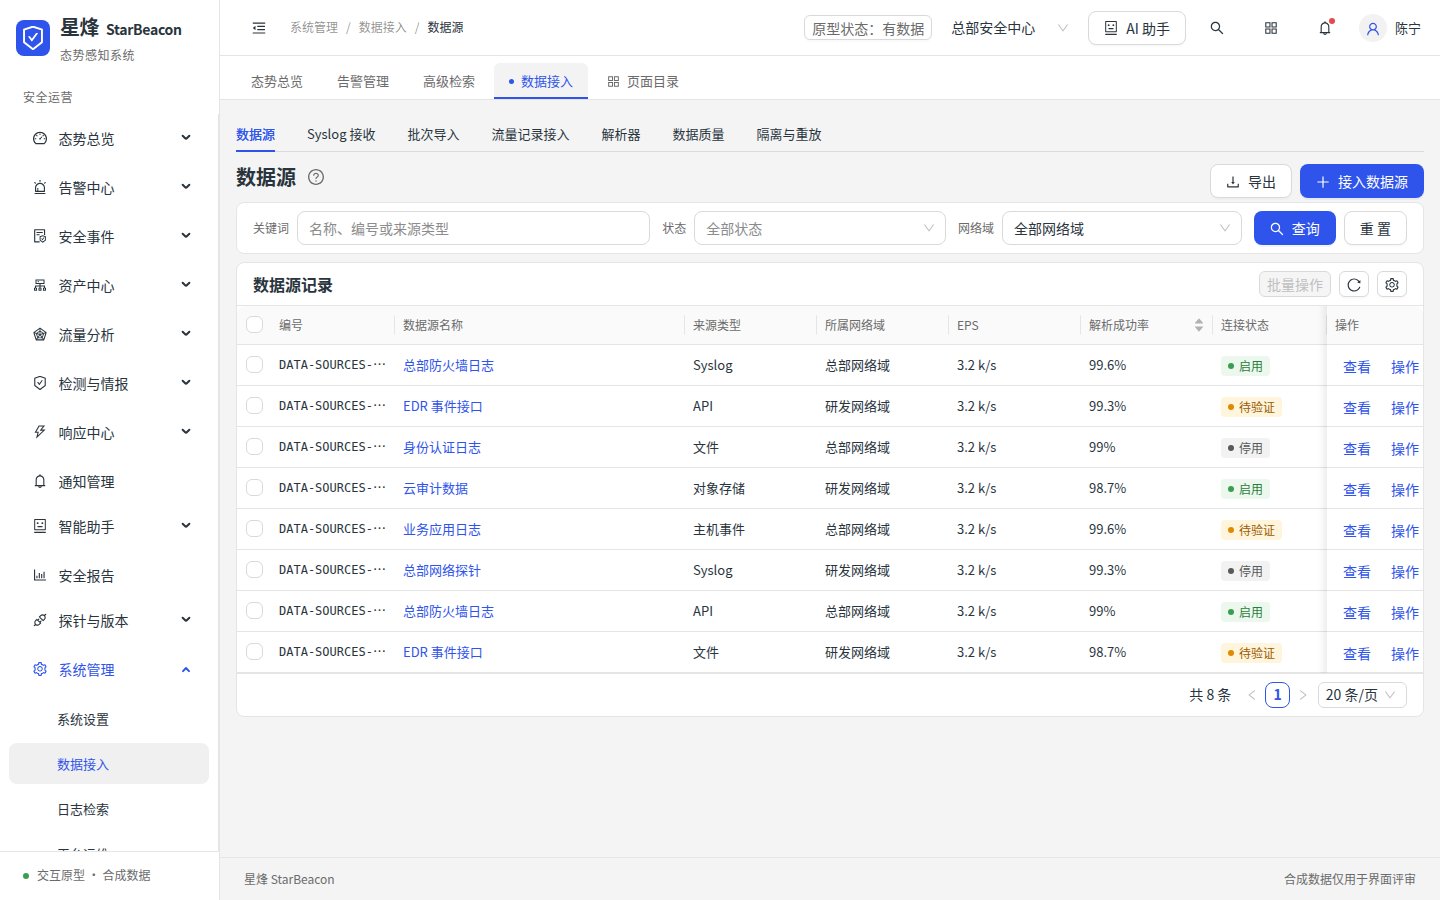 星烽 StarBeacon
态势感知系统
安全运营
态势总览
告警中心
安全事件
资产中心
流量分析
检测与情报
响应中心
通知管理
智能助手
安全报告
探针与版本
系统管理
系统设置
数据接入
日志检索
交互原型 · 合成数据
系统管理 / 数据接入 / 数据源
原型状态：有数据
总部安全中心
AI 助手
陈宁
态势总览 告警管理 高级检索 数据接入 页面目录
数据源 Syslog 接收 批次导入 流量记录接入 解析器 数据质量 隔离与重放
数据源
导出
接入数据源
关键词 名称、编号或来源类型 状态 全部状态 网络域 全部网络域 查询 重 置
数据源记录
批量操作
编号 数据源名称 来源类型 所属网络域 EPS 解析成功率 连接状态 操作
DATA-SOURCES-··· 总部防火墙日志 Syslog 总部网络域 3.2 k/s 99.6% 启用 查看 操作
DATA-SOURCES-··· EDR 事件接口 API 研发网络域 3.2 k/s 99.3% 待验证 查看 操作
DATA-SOURCES-··· 身份认证日志 文件 总部网络域 3.2 k/s 99% 停用 查看 操作
DATA-SOURCES-··· 云审计数据 对象存储 研发网络域 3.2 k/s 98.7% 启用 查看 操作
DATA-SOURCES-··· 业务应用日志 主机事件 总部网络域 3.2 k/s 99.6% 待验证 查看 操作
DATA-SOURCES-··· 总部网络探针 Syslog 研发网络域 3.2 k/s 99.3% 停用 查看 操作
DATA-SOURCES-··· 总部防火墙日志 API 总部网络域 3.2 k/s 99% 启用 查看 操作
DATA-SOURCES-··· EDR 事件接口 文件 研发网络域 3.2 k/s 98.7% 待验证 查看 操作
共 8 条 < 1 > 20 条/页
星烽 StarBeacon
合成数据仅用于界面评审